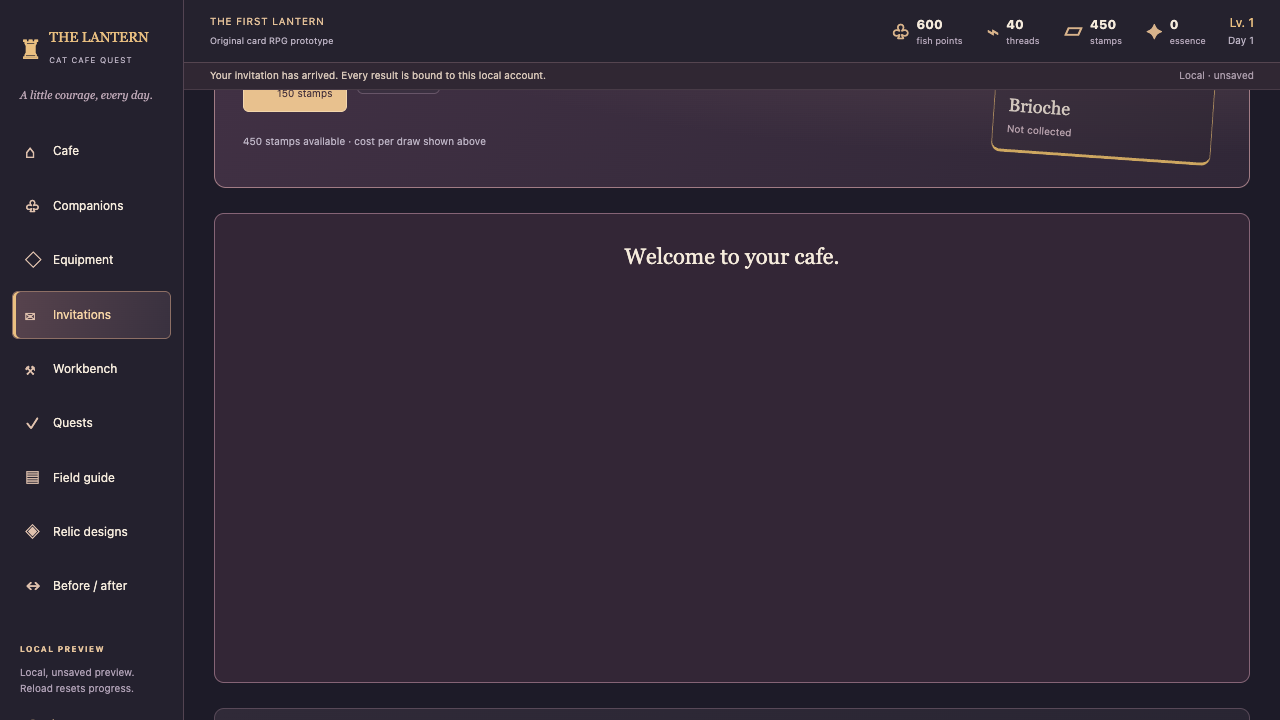 THE LANTERN
CAT CAFE QUEST
A little courage, every day.
Cafe
Companions
Equipment
Invitations
Workbench
Quests
Field guide
Relic designs
Before / after
LOCAL PREVIEW
Local, unsaved preview.
Reload resets progress.
THE FIRST LANTERN
Original card RPG prototype
600
fish points
40
threads
450
stamps
0
essence
Lv. 1
Day 1
Your invitation has arrived. Every result is bound to this local account.
Local · unsaved
150 stamps
450 stamps available · cost per draw shown above
Brioche
Not collected
Welcome to your cafe.